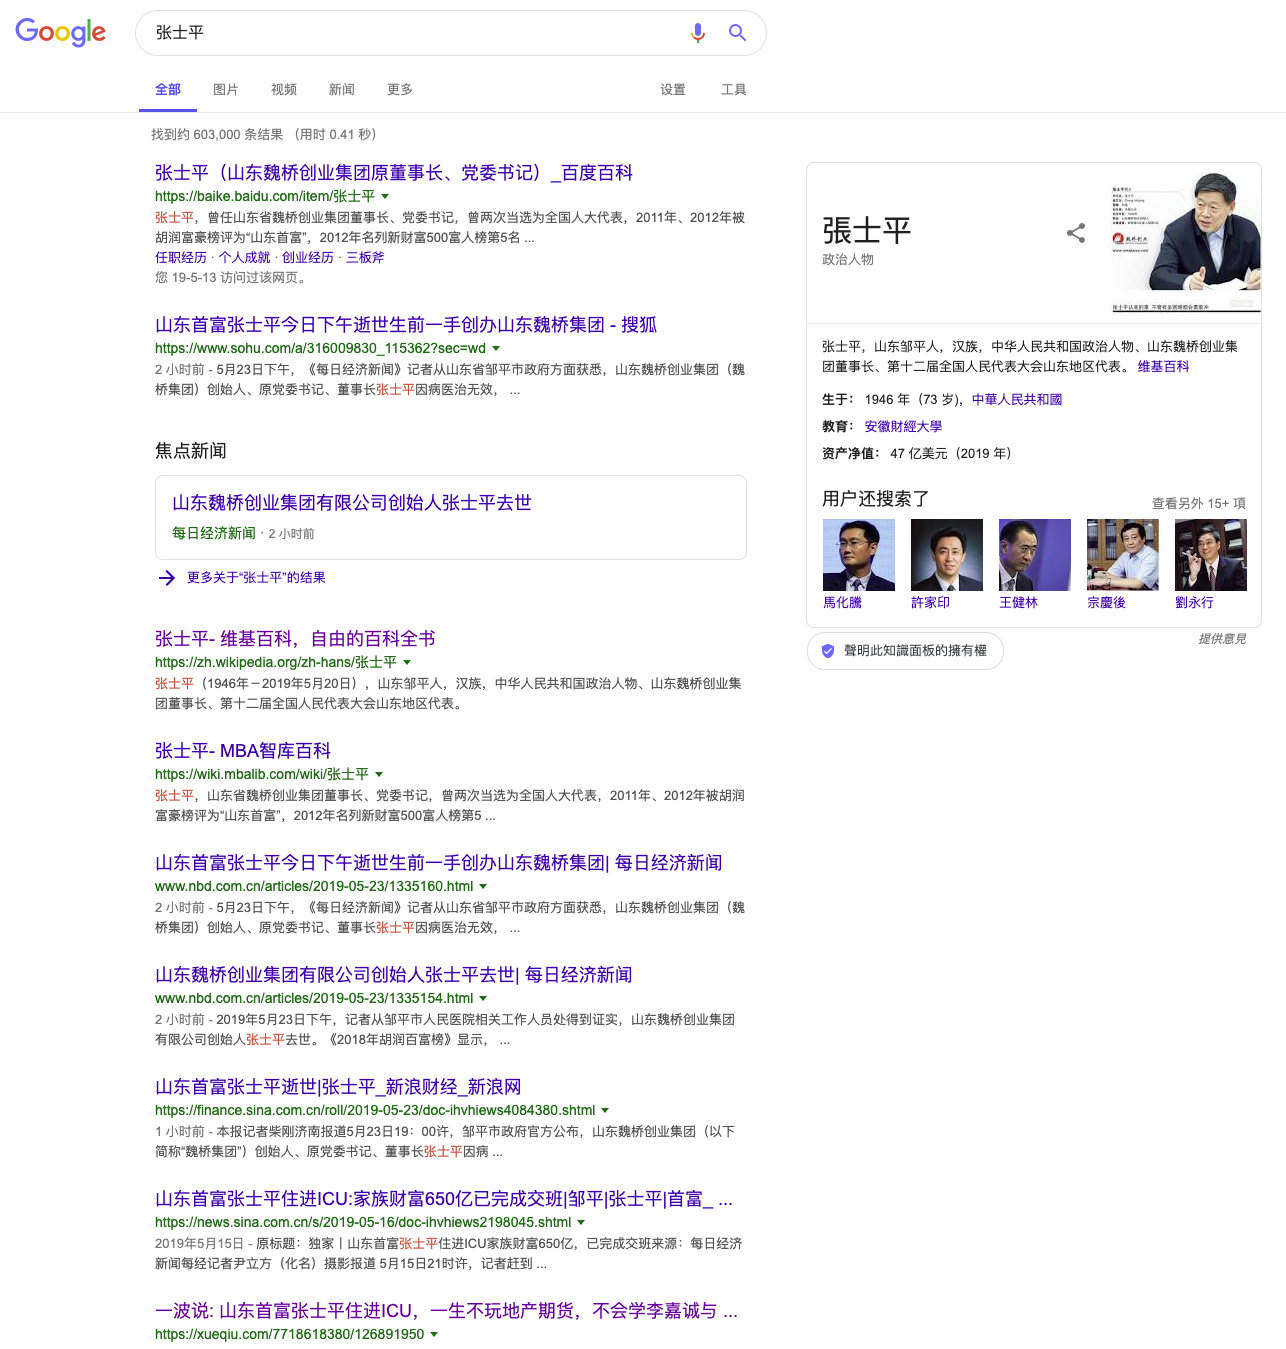 Google
张士平
全部 图片 视频 新闻 更多 设置 工具
找到约 603,000 条结果 （用时 0.41 秒）
张士平（山东魏桥创业集团原董事长、党委书记）_百度百科
https://baike.baidu.com/item/张士平
张士平，曾任山东省魏桥创业集团董事长、党委书记，曾两次当选为全国人大代表，2011年、2012年被
胡润富豪榜评为“山东首富”，2012年名列新财富500富人榜第5名 ...
任职经历 · 个人成就 · 创业经历 · 三板斧
您 19-5-13 访问过该网页。
山东首富张士平今日下午逝世生前一手创办山东魏桥集团 - 搜狐
https://www.sohu.com/a/316009830_115362?sec=wd
2 小时前 - 5月23日下午，《每日经济新闻》记者从山东省邹平市政府方面获悉，山东魏桥创业集团（魏
桥集团）创始人、原党委书记、董事长张士平因病医治无效， ...
焦点新闻
山东魏桥创业集团有限公司创始人张士平去世
每日经济新闻 · 2 小时前
更多关于“张士平”的结果
张士平- 维基百科，自由的百科全书
https://zh.wikipedia.org/zh-hans/张士平
张士平（1946年－2019年5月20日），山东邹平人，汉族，中华人民共和国政治人物、山东魏桥创业集
团董事长、第十二届全国人民代表大会山东地区代表。
张士平- MBA智库百科
https://wiki.mbalib.com/wiki/张士平
张士平，山东省魏桥创业集团董事长、党委书记，曾两次当选为全国人大代表，2011年、2012年被胡润
富豪榜评为“山东首富”，2012年名列新财富500富人榜第5 ...
山东首富张士平今日下午逝世生前一手创办山东魏桥集团| 每日经济新闻
www.nbd.com.cn/articles/2019-05-23/1335160.html
2 小时前 - 5月23日下午，《每日经济新闻》记者从山东省邹平市政府方面获悉，山东魏桥创业集团（魏
桥集团）创始人、原党委书记、董事长张士平因病医治无效， ...
山东魏桥创业集团有限公司创始人张士平去世| 每日经济新闻
www.nbd.com.cn/articles/2019-05-23/1335154.html
2 小时前 - 2019年5月23日下午，记者从邹平市人民医院相关工作人员处得到证实，山东魏桥创业集团
有限公司创始人张士平去世。《2018年胡润百富榜》显示， ...
山东首富张士平逝世|张士平_新浪财经_新浪网
https://finance.sina.com.cn/roll/2019-05-23/doc-ihvhiews4084380.shtml
1 小时前 - 本报记者柴刚济南报道5月23日19：00许，邹平市政府官方公布，山东魏桥创业集团（以下
简称“魏桥集团”）创始人、原党委书记、董事长张士平因病 ...
山东首富张士平住进ICU:家族财富650亿已完成交班|邹平|张士平|首富_ ...
https://news.sina.com.cn/s/2019-05-16/doc-ihvhiews2198045.shtml
2019年5月15日 - 原标题：独家丨山东首富张士平住进ICU家族财富650亿，已完成交班来源：每日经济
新闻每经记者尹立方（化名）摄影报道 5月15日21时许，记者赶到 ...
一波说: 山东首富张士平住进ICU，一生不玩地产期货，不会学李嘉诚与 ...
https://xueqiu.com/7718618380/126891950
張士平
政治人物
张士平，山东邹平人，汉族，中华人民共和国政治人物、山东魏桥创业集
团董事长、第十二届全国人民代表大会山东地区代表。 维基百科
生于： 1946 年（73 岁)，中華人民共和國
教育： 安徽財經大學
资产净值： 47 亿美元（2019 年）
用户还搜索了 查看另外 15+ 項
馬化騰 許家印 王健林 宗慶後 劉永行
提供意見
聲明此知識面板的擁有權